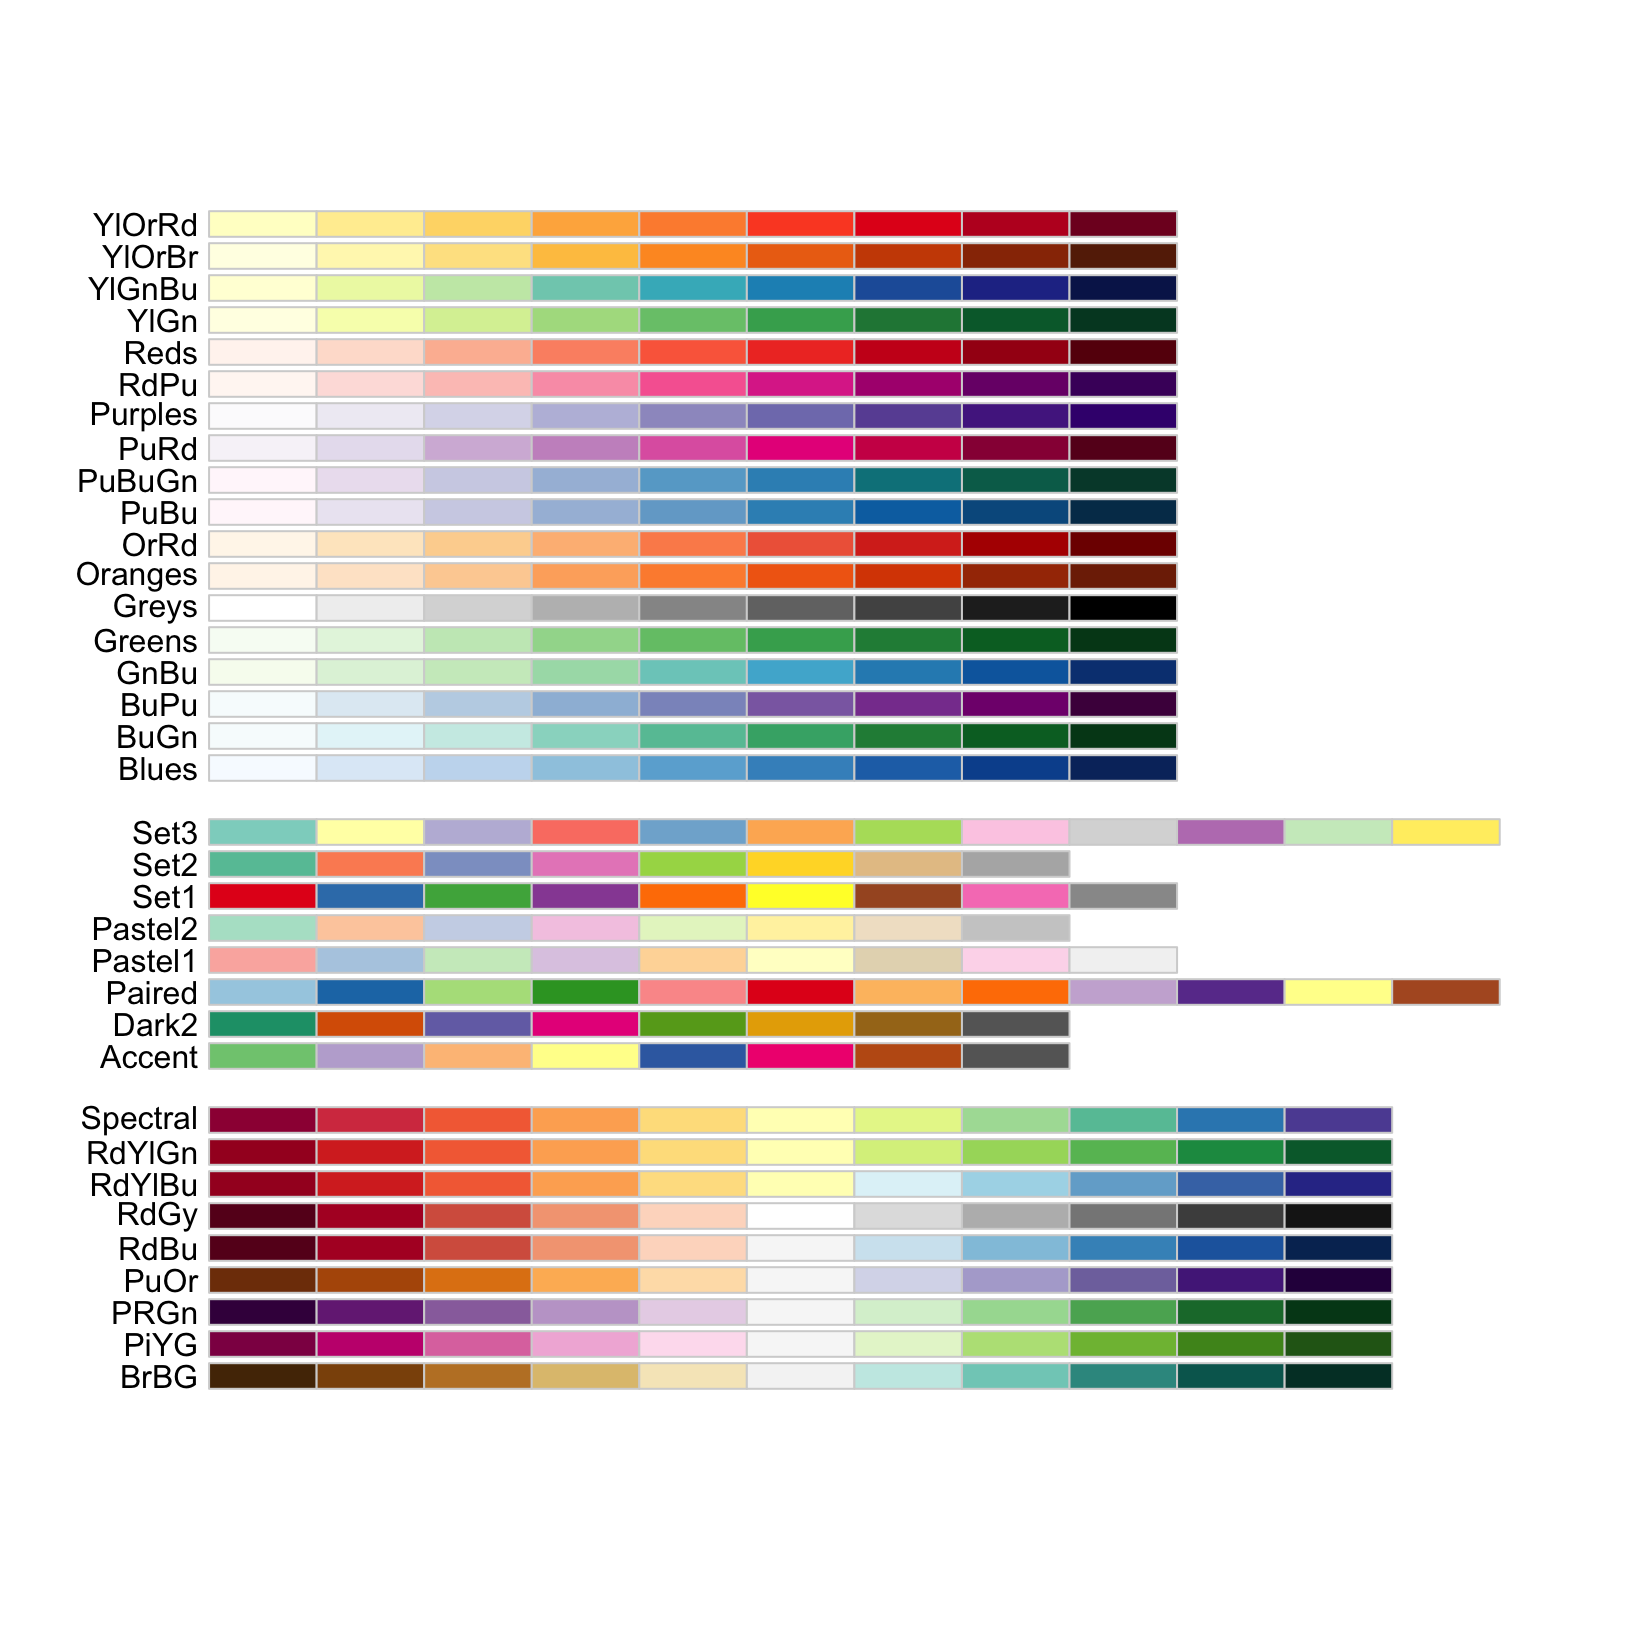 YlOrRd
YlOrBr
YlGnBu
YlGn
Reds
RdPu
Purples
PuRd
PuBuGn
PuBu
OrRd
Oranges
Greys
Greens
GnBu
BuPu
BuGn
Blues
Set3
Set2
Set1
Pastel2
Pastel1
Paired
Dark2
Accent
Spectral
RdYlGn
RdYlBu
RdGy
RdBu
PuOr
PRGn
PiYG
BrBG